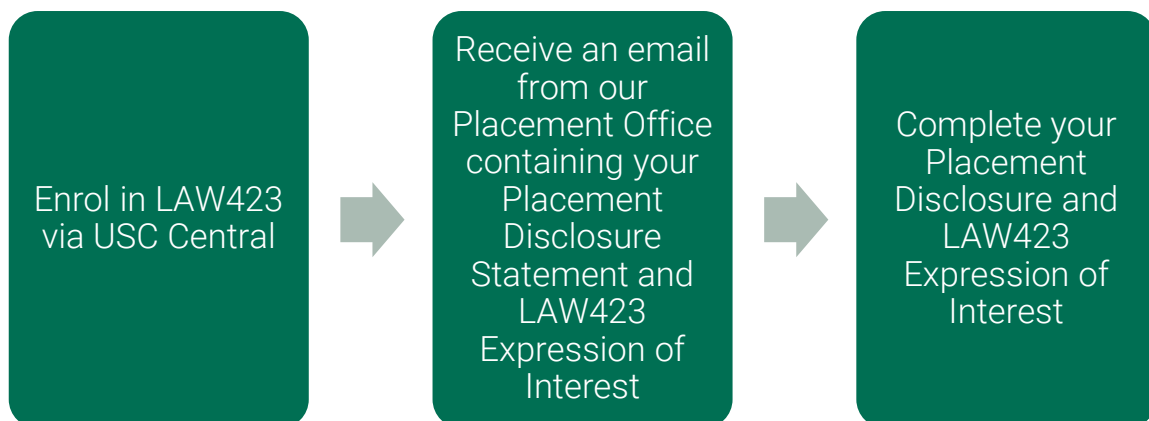 Enrol in LAW423
via USC Central
Receive an email
from our
Placement Office
containing your
Placement
Disclosure
Statement and
LAW423
Expression of
Interest
Complete your
Placement
Disclosure and
LAW423
Expression of
Interest